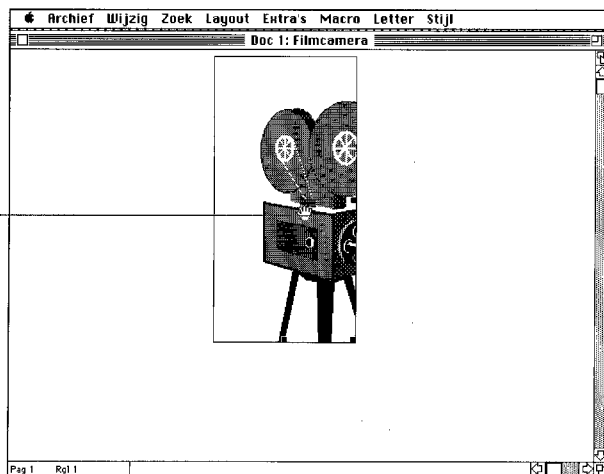 Archief Wijzig Zoek Layout Extra's Macro Letter Stijl
Doc 1: Filmcamera
Pag 1 Rgl 1